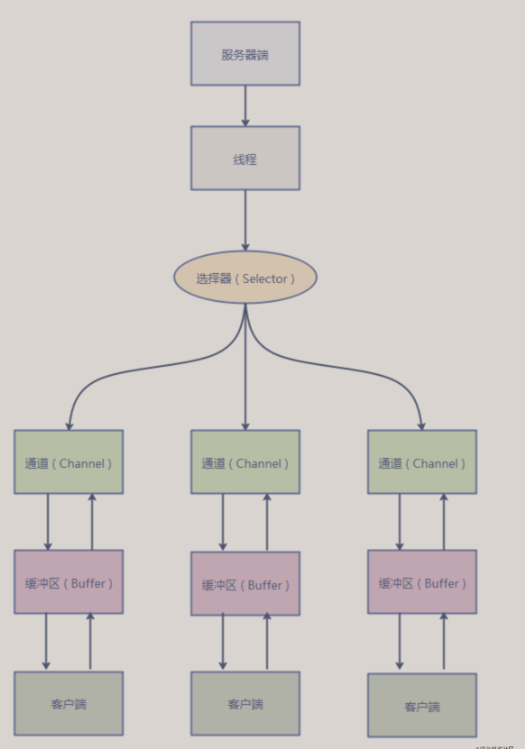 服务器端
线程
选择器 ( Selector )
通道 ( Channel )
通道 ( Channel )
通道 ( Channel )
缓冲区 ( Buffer )
缓冲区 ( Buffer )
缓冲区 ( Buffer )
客户端
客户端
客户端